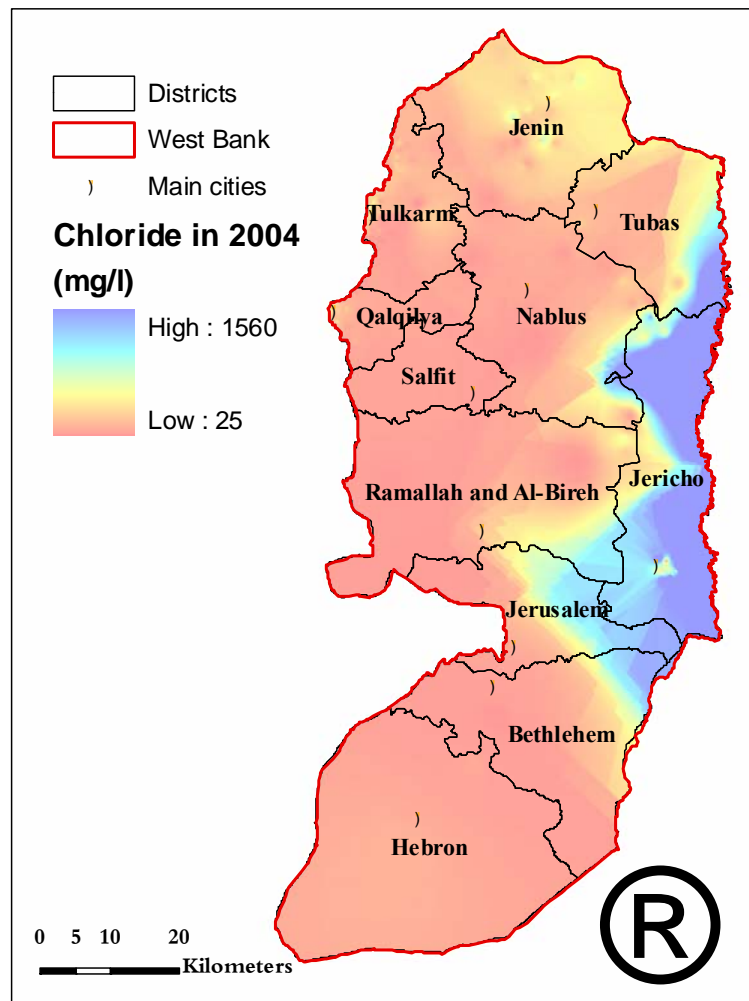 Districts
West Bank
Main cities
Chloride in 2004
(mg/l)
High : 1560
Low : 25
Jenin
Tulkarm
Tubas
Qalqilya
Nablus
Salfit
Ramallah and Al-Bireh
Jericho
Jerusalem
Bethlehem
Hebron
0 5 10 20
Kilometers
®